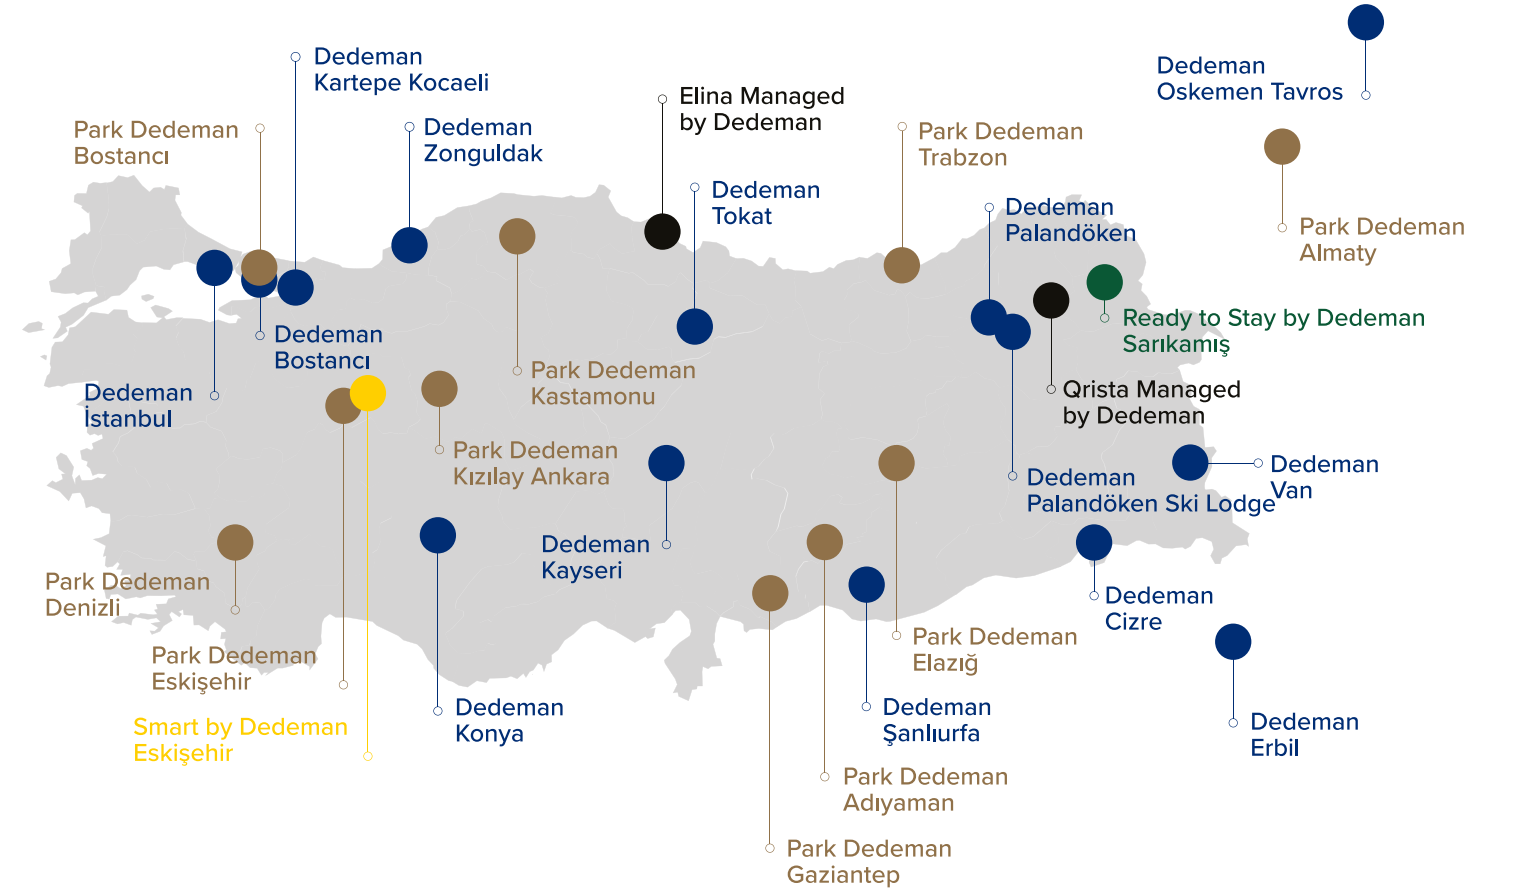 Dedeman
Kartepe Kocaeli
Dedeman
Oskemen Tavros
Elina Managed
by Dedeman
Park Dedeman
Bostancı
Dedeman
Zonguldak
Park Dedeman
Trabzon
Dedeman
Tokat
Dedeman
Palandöken
Park Dedeman
Almaty
Ready to Stay by Dedeman
Sarıkamış
Dedeman
Bostancı
Park Dedeman
Kastamonu
Dedeman
İstanbul
Qrista Managed
by Dedeman
Park Dedeman
Kızılay Ankara
Dedeman
Van
Dedeman
Palandöken Ski Lodge
Dedeman
Kayseri
Park Dedeman
Denizli
Dedeman
Cizre
Park Dedeman
Elazığ
Park Dedeman
Eskişehir
Dedeman
Konya
Dedeman
Şanlıurfa
Dedeman
Erbil
Smart by Dedeman
Eskişehir
Park Dedeman
Adıyaman
Park Dedeman
Gaziantep